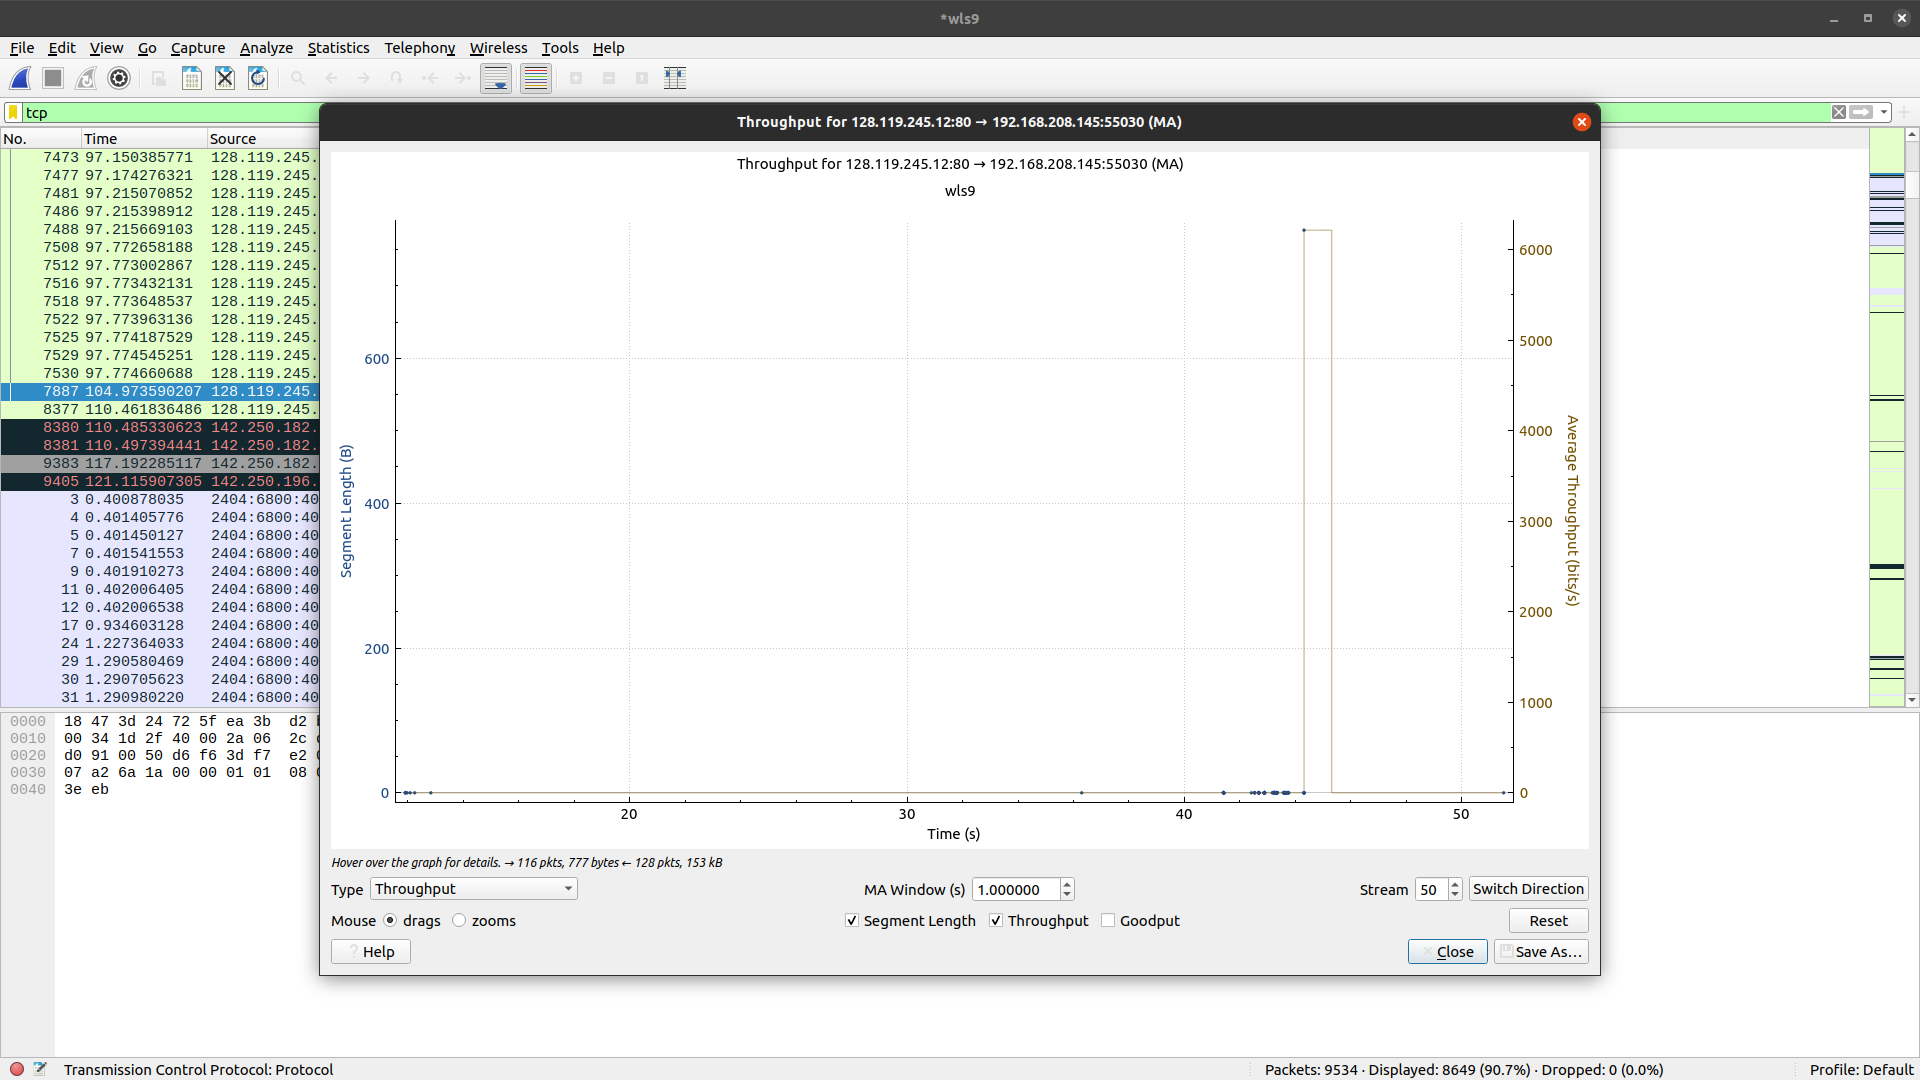 *wls9
File Edit View Go Capture Analyze Statistics Telephony Wireless Tools Help
tcp
No. Time Source
7473 97.150385771 128.119.245.
7477 97.174276321 128.119.245.
7481 97.215070852 128.119.245.
7486 97.215398912 128.119.245.
7488 97.215669103 128.119.245.
7508 97.772658188 128.119.245.
7512 97.773002867 128.119.245.
7516 97.773432131 128.119.245.
7518 97.773648537 128.119.245.
7522 97.773963136 128.119.245.
7525 97.774187529 128.119.245.
7529 97.774545251 128.119.245.
7530 97.774660688 128.119.245.
7887 104.973590207 128.119.245.
8377 110.461836486 128.119.245.
8380 110.485330623 142.250.182.
8381 110.497394441 142.250.182.
9383 117.192285117 142.250.182.
9405 121.115907305 142.250.196.
3 0.400878035 2404:6800:40
4 0.401405776 2404:6800:40
5 0.401450127 2404:6800:40
7 0.401541553 2404:6800:40
9 0.401910273 2404:6800:40
11 0.402006405 2404:6800:40
12 0.402006538 2404:6800:40
17 0.934603128 2404:6800:40
24 1.227364033 2404:6800:40
29 1.290580469 2404:6800:40
30 1.290705623 2404:6800:40
31 1.290980220 2404:6800:40
0000 18 47 3d 24 72 5f ea 3b d2
0010 00 34 1d 2f 40 00 2a 06 2c
0020 d0 91 00 50 d6 f6 3d f7 e2
0030 07 a2 6a 1a 00 00 01 01 08
0040 3e eb
Throughput for 128.119.245.12:80 → 192.168.208.145:55030 (MA)
Throughput for 128.119.245.12:80 → 192.168.208.145:55030 (MA)
wls9
Segment Length (B)
600
400
200
0
6000
5000
4000
3000
2000
1000
0
Average Throughput (bits/s)
20 30 40 50
Time (s)
Hover over the graph for details. → 116 pkts, 777 bytes ← 128 pkts, 153 kB
Type Throughput MA Window (s) 1.000000 Stream 50 Switch Direction
Mouse drags zooms Segment Length Throughput Goodput Reset
? Help Close Save As...
Transmission Control Protocol: Protocol Packets: 9534 · Displayed: 8649 (90.7%) · Dropped: 0 (0.0%) Profile: Default